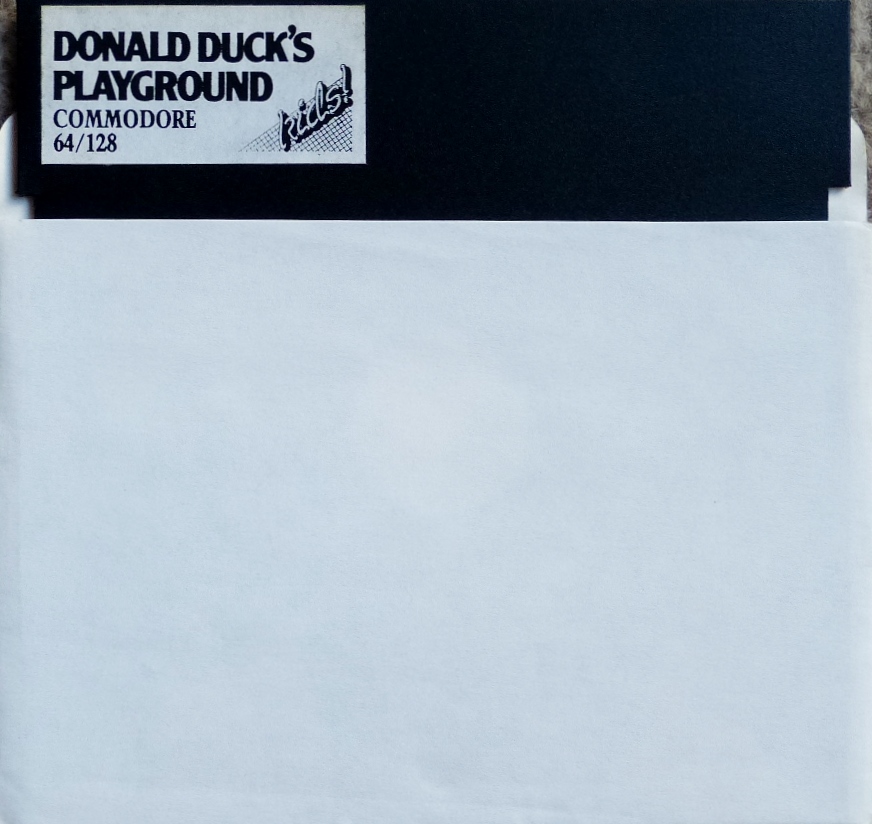 DONALD DUCK'S
PLAYGROUND
COMMODORE
64/128
kids!